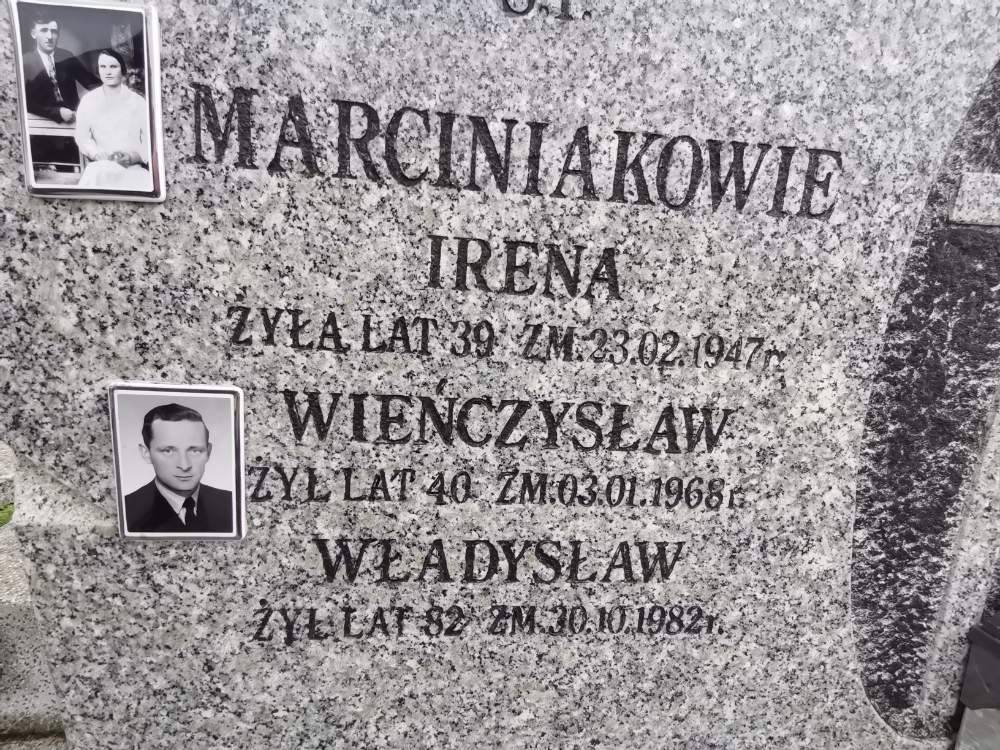 Ś.P.
MARCINIAKOWIE
IRENA
ŻYŁA LAT 39 ZM.23.02.1947r.
WIEŃCZYSŁAW
ŻYŁ LAT 40 ZM.03.01.1968r.
WŁADYSŁAW
ŻYŁ LAT 82 ZM.30.10.1982r.